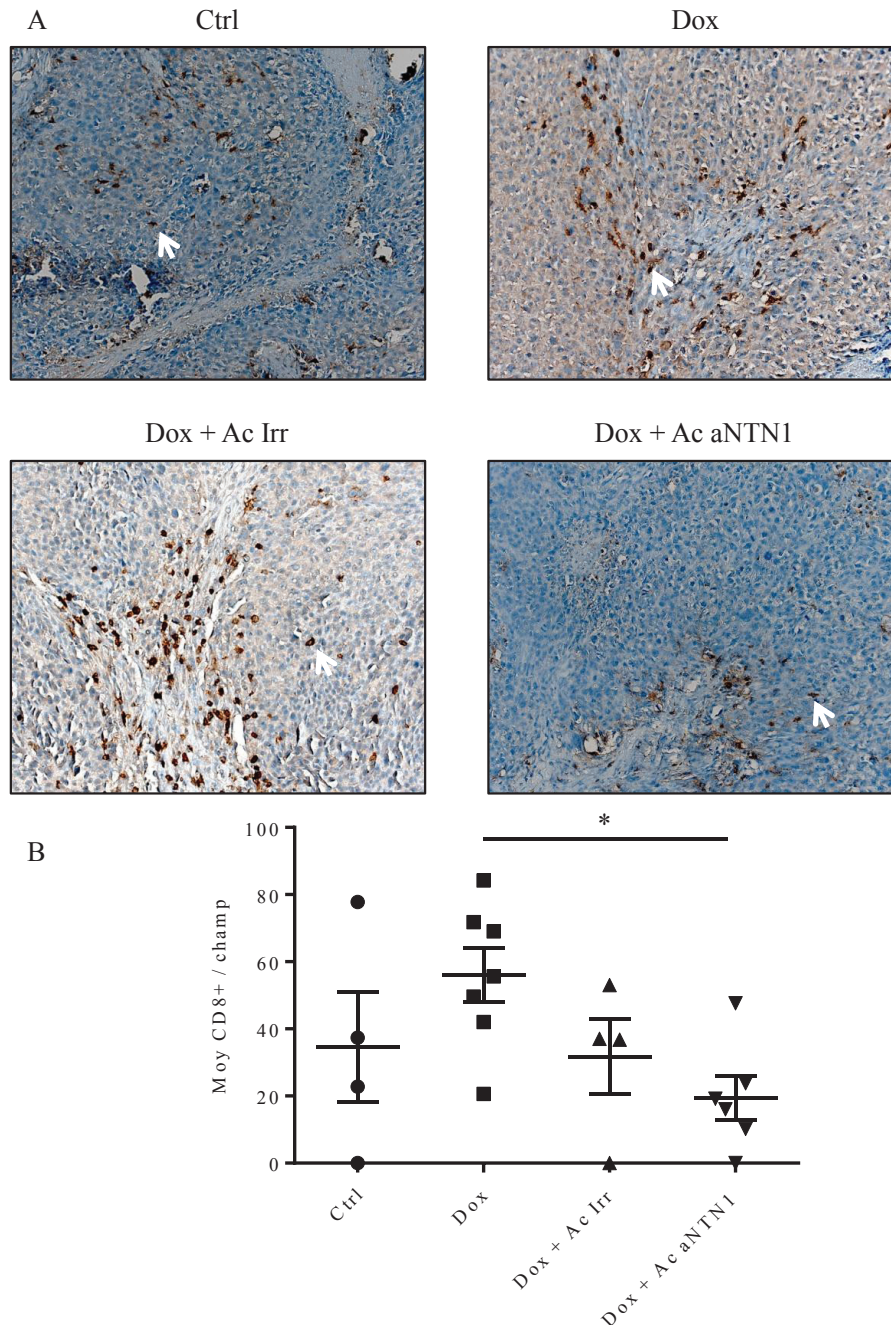 A
Ctrl
Dox
Dox + Ac Irr
Dox + Ac aNTN1
B
Moy CD8+ / champ
100
80
60
40
20
0
*
Ctrl
Dox
Dox + Ac Irr
Dox + Ac aNTN1